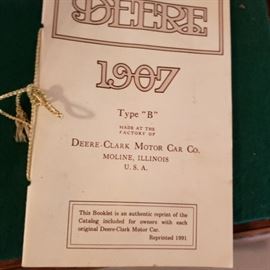 DEERE
1907
Type "B"
MADE AT THE
FACTORY OF
DEERE-CLARK MOTOR CAR CO.
MOLINE, ILLINOIS
U. S. A.
This Booklet is an authentic reprint of the
Catalog included for owners with each
original Deere-Clark Motor Car.
Reprinted 1991